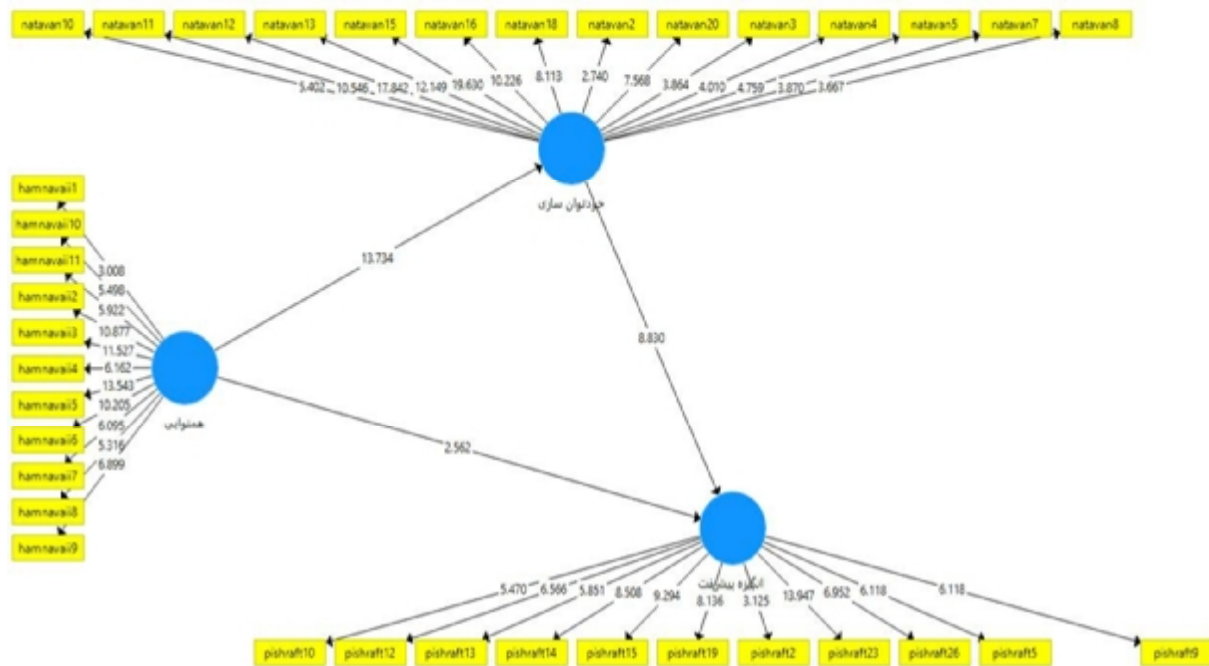 natavan10 natavan11 natavan12 natavan13 natavan15 natavan16 natavan18 natavan2 natavan20 natavan3 natavan4 natavan5 natavan7 natavan8
5.402 10.546 17.842 12.149 19.630 10.226 8.113 2.740 7.568 3.864 4.010 4.759 3.870 3.667
خودتوان سازی
hamnavaii1
hamnavaii10
hamnavaii11
hamnavaii2
hamnavaii3
hamnavaii4
hamnavaii5
hamnavaii6
hamnavaii7
hamnavaii8
hamnavaii9
3.008
5.498
5.922
10.877
11.527
6.162
13.543
10.205
6.095
5.316
6.899
همنوایی
13.734
8.830
2.562
انگیزه پیشرفت
5.470 6.566 5.851 8.508 9.294 8.136 3.125 13.947 6.952 6.118 6.118
pishraft10 pishraft12 pishraft13 pishraft14 pishraft15 pishraft19 pishraft2 pishraft23 pishraft26 pishraft5 pishraft9